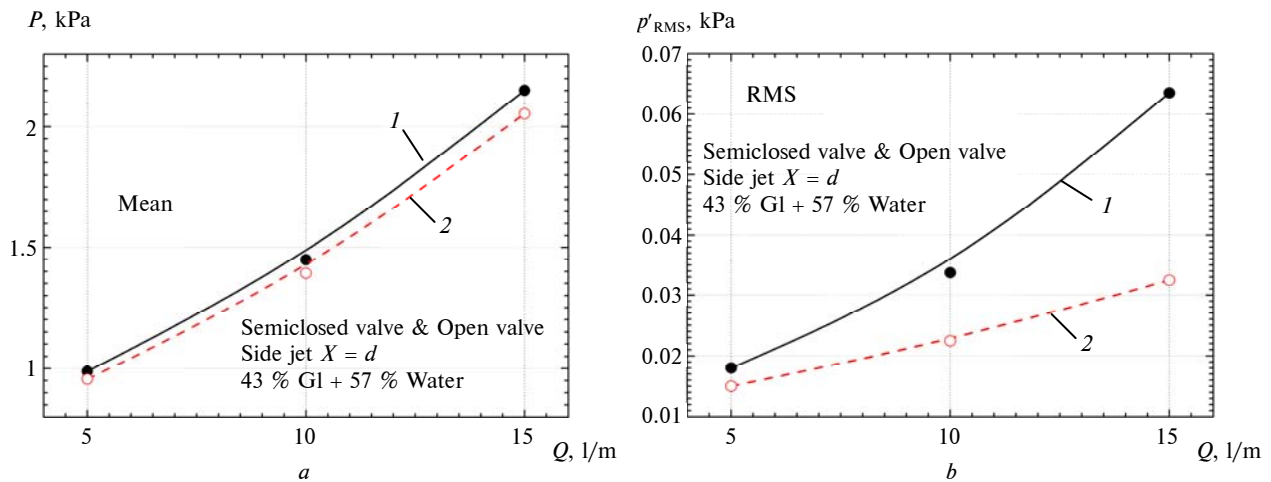 P, kPa
2
1.5
1
Mean
1
2
Semiclosed valve & Open valve
Side jet X = d
43 % Gl + 57 % Water
5
10
15
Q, l/m
a
p′RMS, kPa
0.07
0.06
0.05
0.04
0.03
0.02
0.01
RMS
Semiclosed valve & Open valve
Side jet X = d
43 % Gl + 57 % Water
1
2
5
10
15
Q, l/m
b